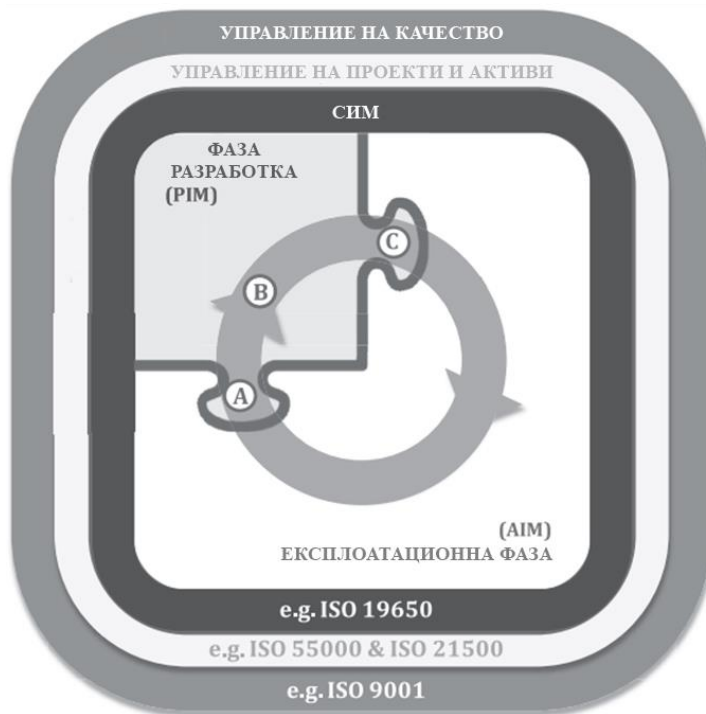 УПРАВЛЕНИЕ НА КАЧЕСТВО
УПРАВЛЕНИЕ НА ПРОЕКТИ И АКТИВИ
СИМ
ФАЗА
РАЗРАБОТКА
(PIM)
C
B
A
(AIM)
ЕКСПЛОАТАЦИОННА ФАЗА
e.g. ISO 19650
e.g. ISO 55000 & ISO 21500
e.g. ISO 9001